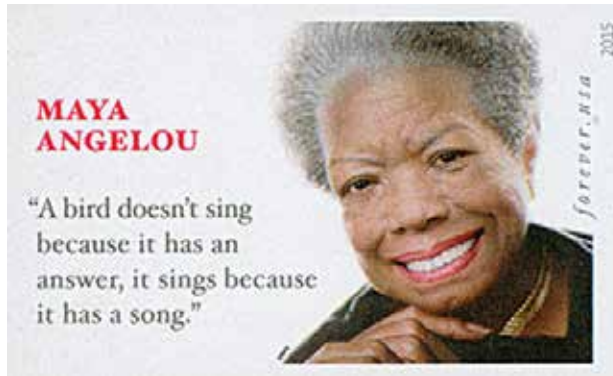 MAYA
ANGELOU
“A bird doesn’t sing
because it has an
answer, it sings because
it has a song.”
forever.usa
2015